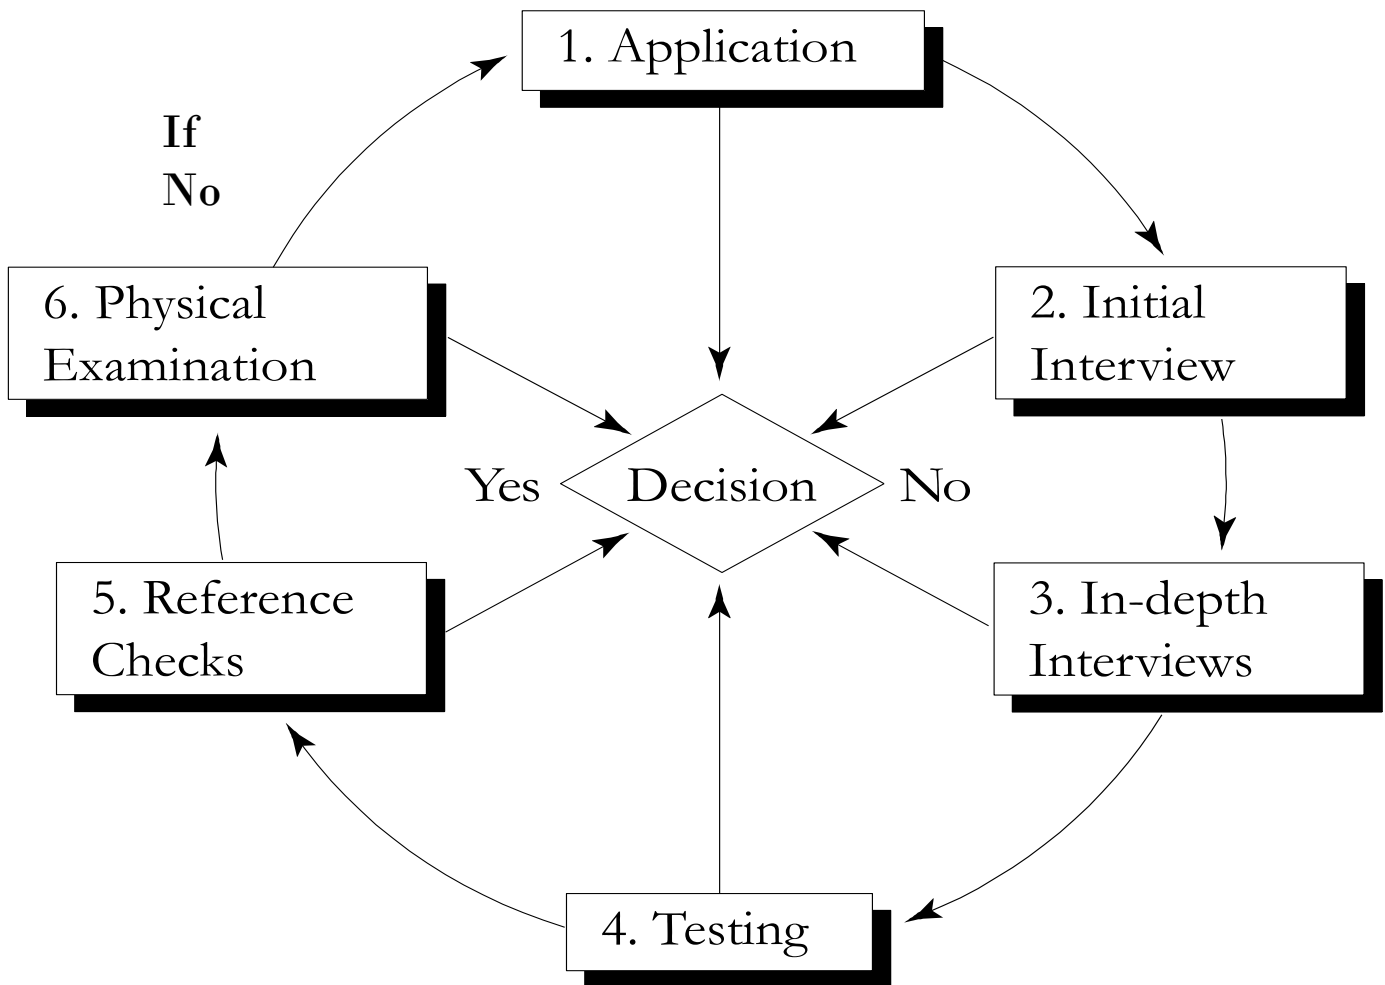 1. Application
If
No
6. Physical
Examination
2. Initial
Interview
Yes
Decision
No
5. Reference
Checks
3. In-depth
Interviews
4. Testing